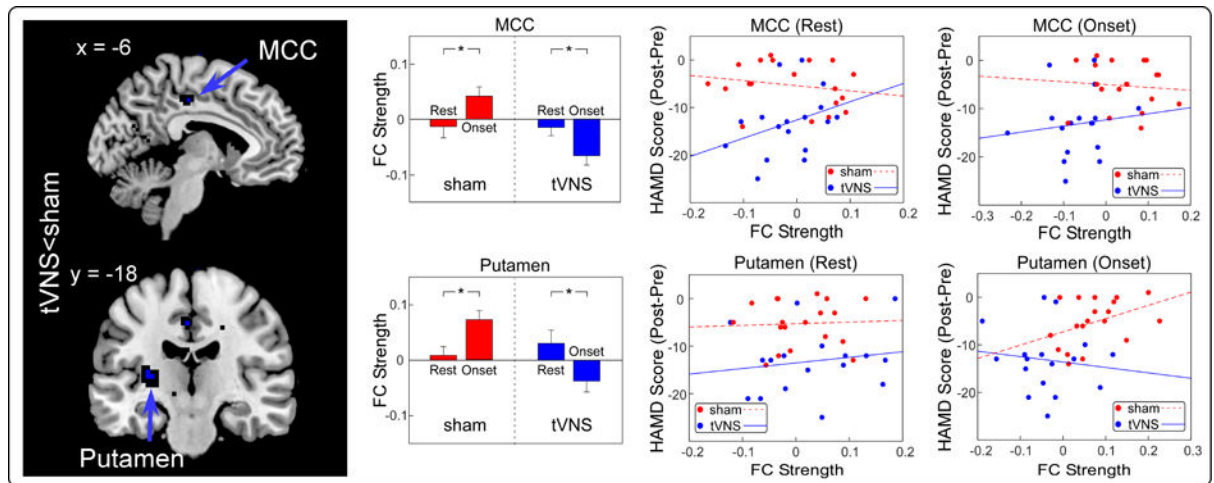 x = -6
MCC
tVNS<sham
y = -18
Putamen
MCC
FC Strength
0.1
0
-0.1
* *
Rest Onset Rest Onset
sham tVNS
MCC (Rest)
HAMD Score (Post-Pre)
0
-10
-20
sham
tVNS
-0.2 -0.1 0 0.1 0.2
FC Strength
MCC (Onset)
HAMD Score (Post-Pre)
0
-10
-20
sham
tVNS
-0.3 -0.2 -0.1 0 0.1 0.2
FC Strength
Putamen
FC Strength
0.1
0
-0.1
* *
Rest Onset Rest Onset
sham tVNS
Putamen (Rest)
HAMD Score (Post-Pre)
0
-10
-20
-30
sham
tVNS
-0.2 -0.1 0 0.1 0.2
FC Strength
Putamen (Onset)
HAMD Score (Post-Pre)
0
-10
-20
-30
sham
tVNS
-0.2 -0.1 0 0.1 0.2 0.3
FC Strength